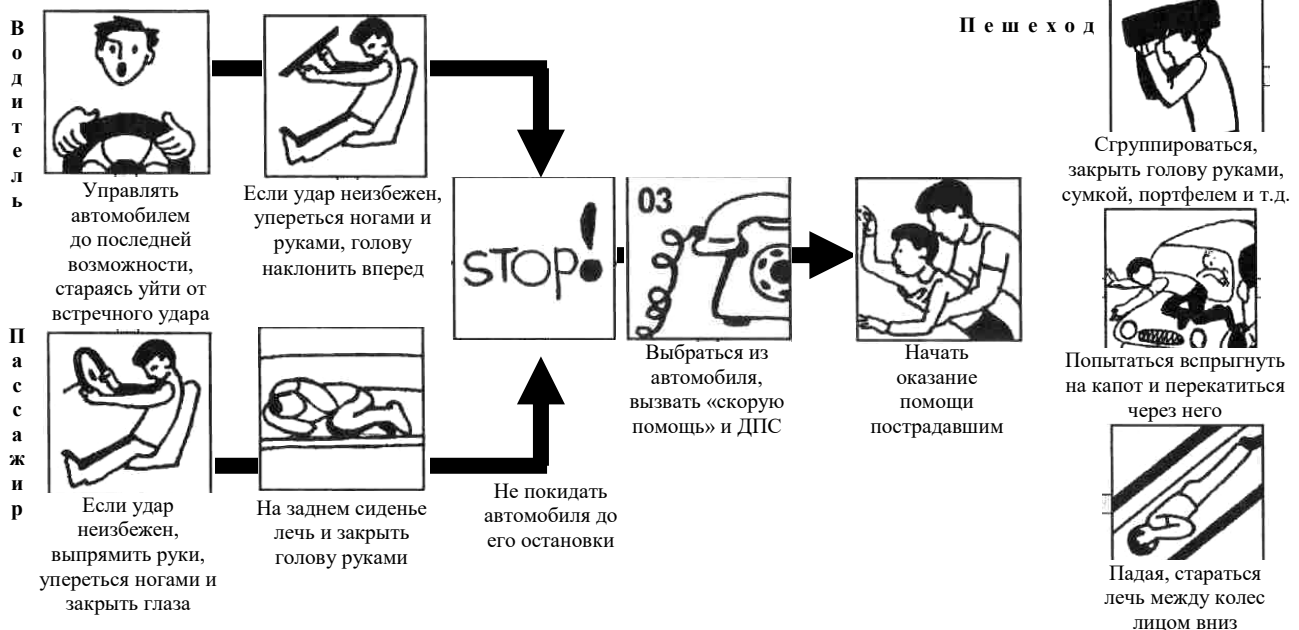 Водитель
Управлять
автомобилем
до последней
возможности,
стараясь уйти от
встречного удара
Если удар неизбежен,
упереться ногами и
руками, голову
наклонить вперед
Пассажир
Если удар
неизбежен,
выпрямить руки,
упереться ногами и
закрыть глаза
На заднем сиденье
лечь и закрыть
голову руками
STOP!
Не покидать
автомобиля до
его остановки
03
Выбраться из
автомобиля,
вызвать «скорую
помощь» и ДПС
Начать
оказание
помощи
пострадавшим
Пешеход
Сгруппироваться,
закрыть голову руками,
сумкой, портфелем и т.д.
Попытаться вспрыгнуть
на капот и перекатиться
через него
Падая, стараться
лечь между колес
лицом вниз